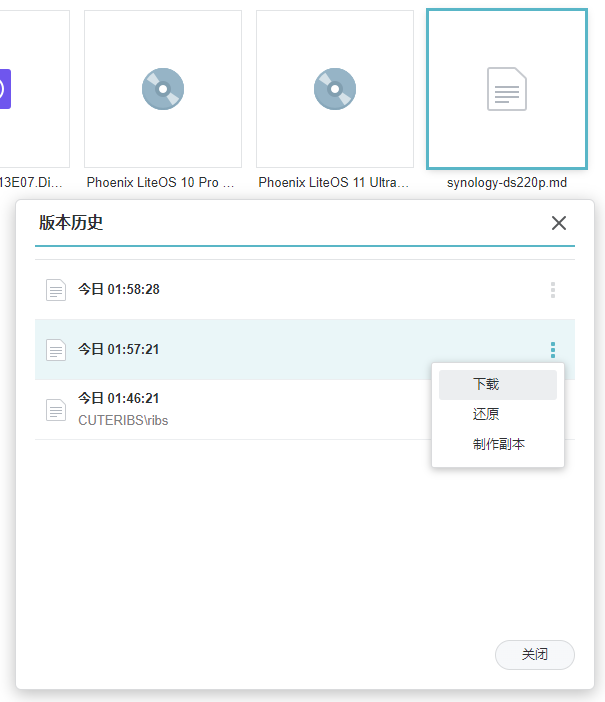 13E07.Di...
Phoenix LiteOS 10 Pro ...
Phoenix LiteOS 11 Ultra...
synology-ds220p.md
版本历史
今日 01:58:28
今日 01:57:21
下载
今日 01:46:21
还原
CUTERIBS\ribs
制作副本
关闭